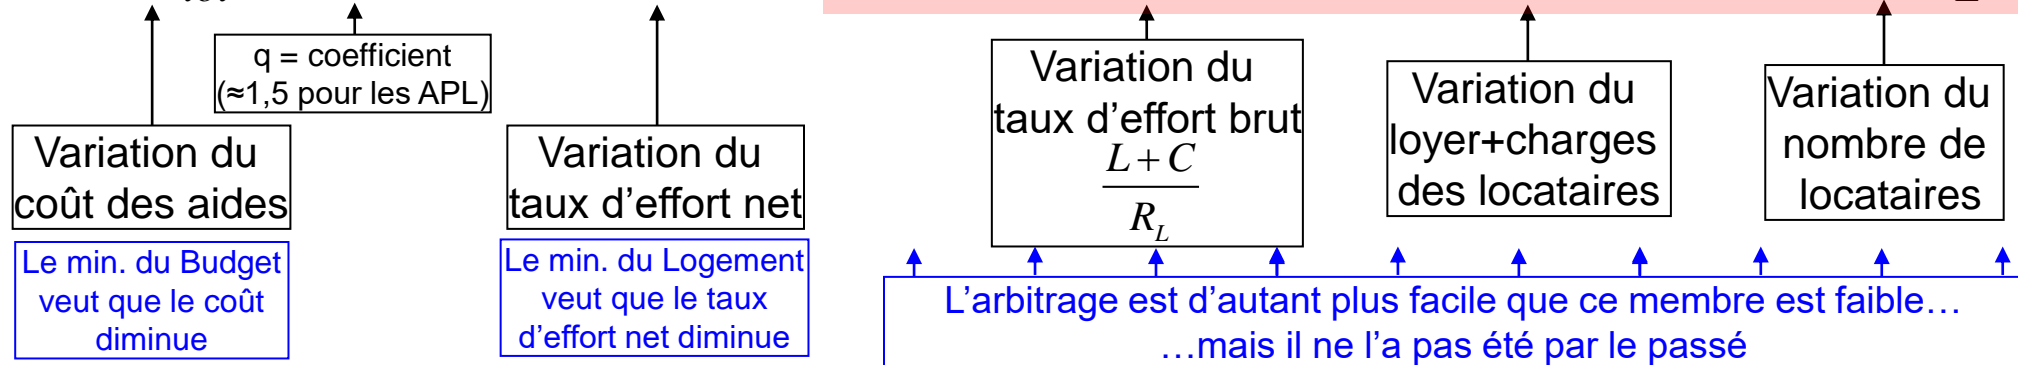 q = coefficient
(≈1,5 pour les APL)
Variation du
coût des aides
Variation du
taux d’effort net
Variation du
taux d’effort brut
L + C
R_L
Variation du
loyer+charges
des locataires
Variation du
nombre de
locataires
Le min. du Budget
veut que le coût
diminue
Le min. du Logement
veut que le taux
d’effort net diminue
L’arbitrage est d’autant plus facile que ce membre est faible…
…mais il ne l’a pas été par le passé